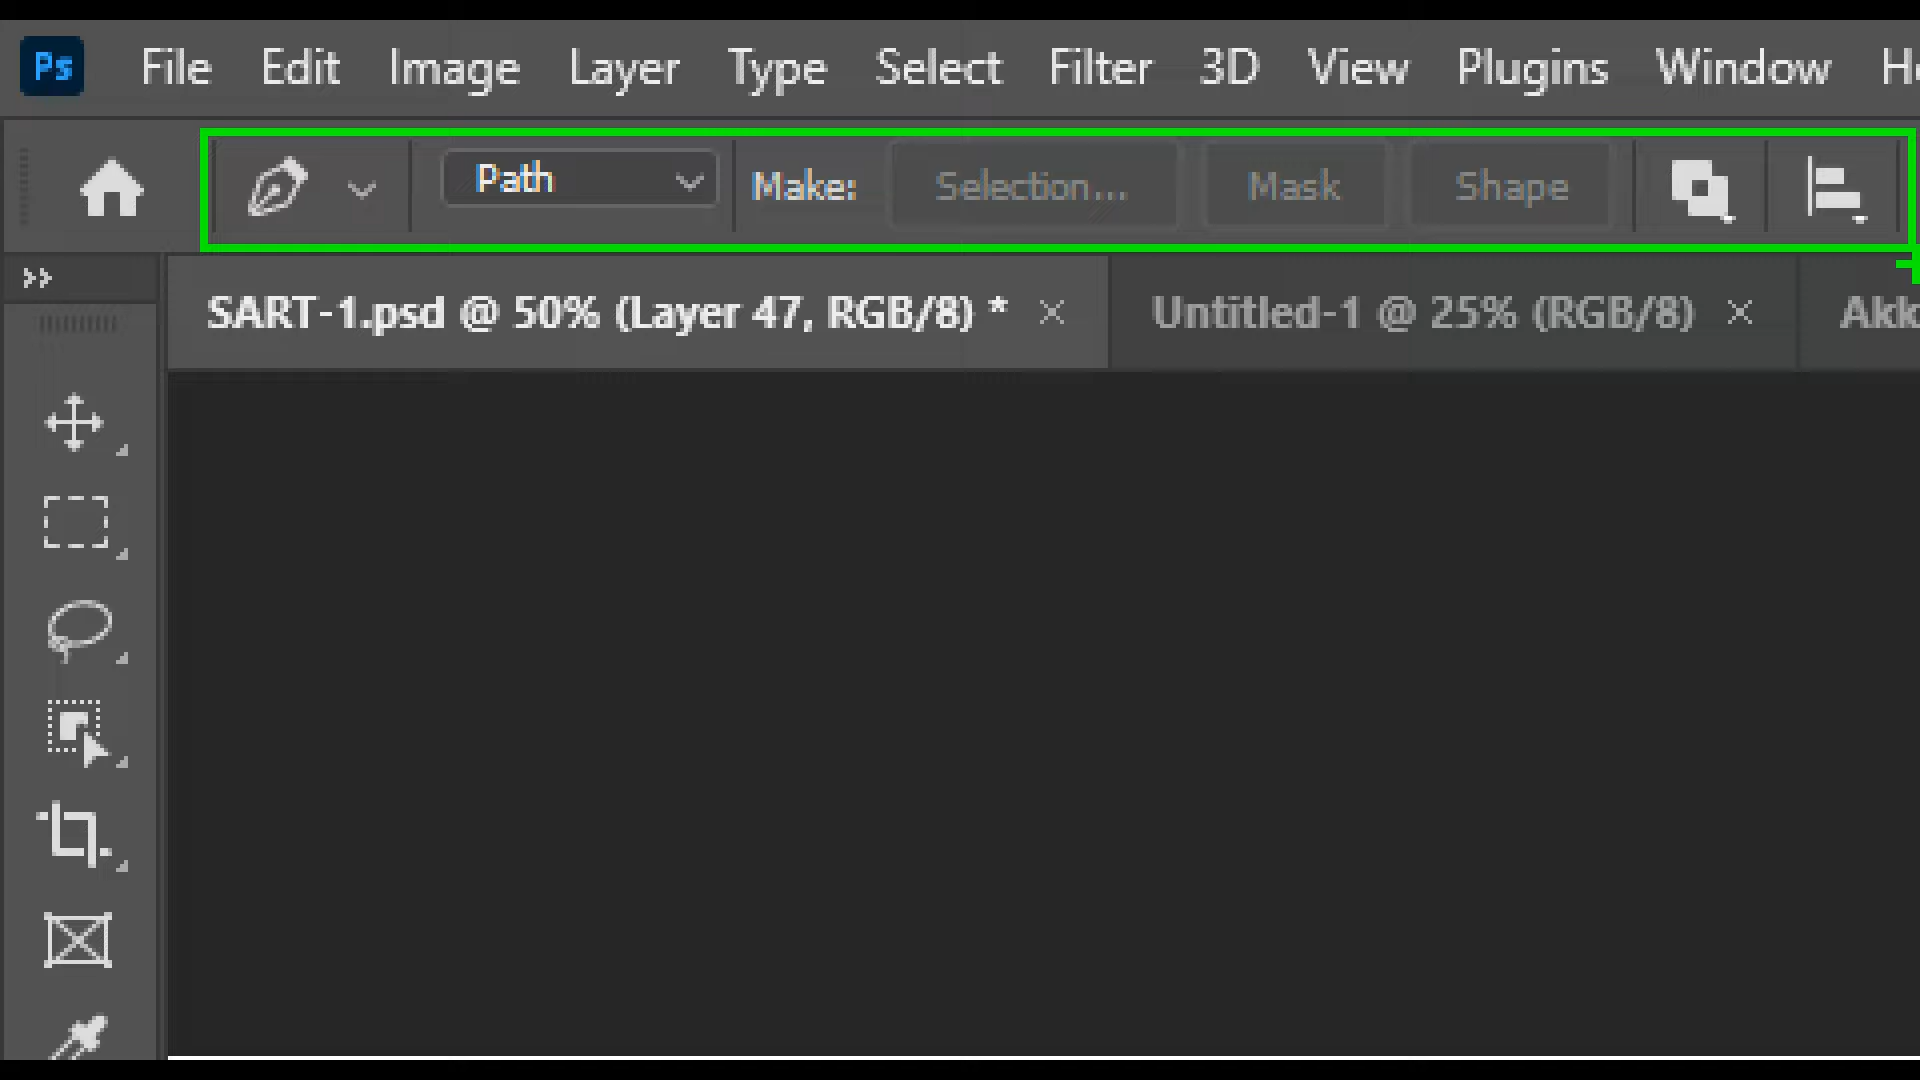 Ps File Edit Image Layer Type Select Filter 3D View Plugins Window
Path Make: Selection... Mask Shape
SART-1.psd @ 50% (Layer 47, RGB/8) * × Untitled-1 @ 25% (RGB/8) ×